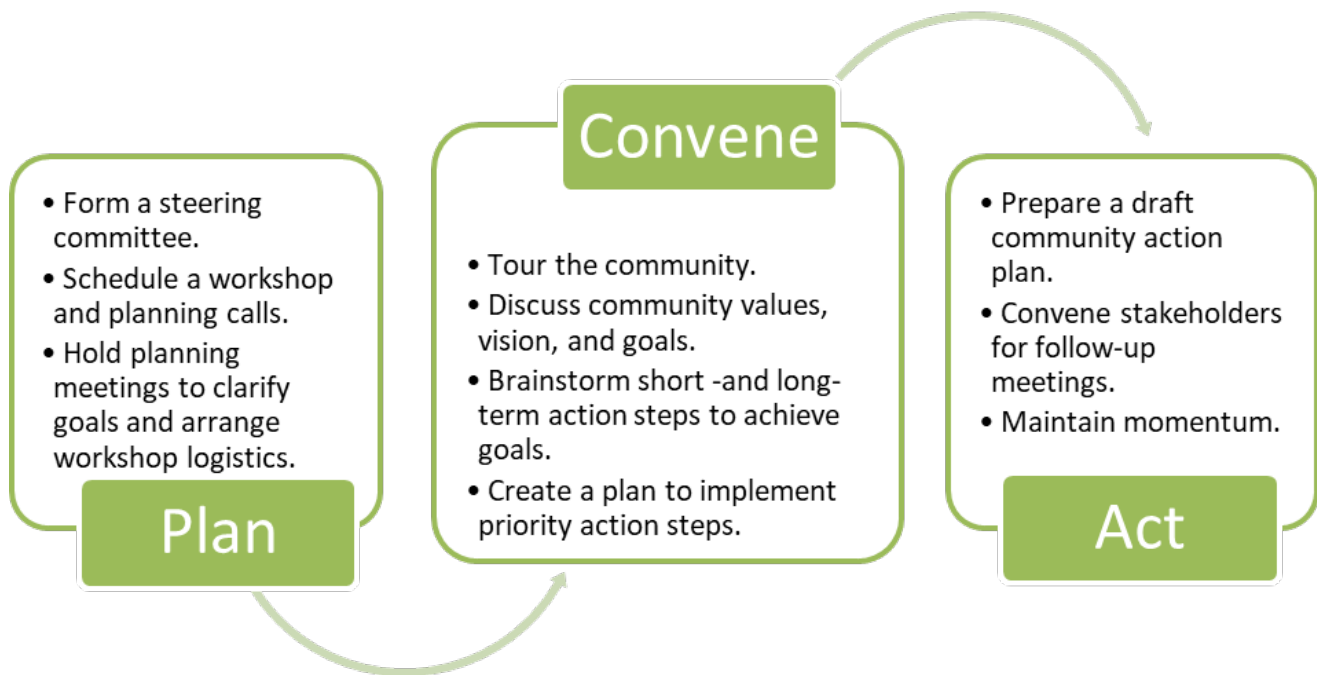 • Form a steering
committee.
• Schedule a workshop
and planning calls.
• Hold planning
meetings to clarify
goals and arrange
workshop logistics.
Plan
Convene
• Tour the community.
• Discuss community values,
vision, and goals.
• Brainstorm short -and long-
term action steps to achieve
goals.
• Create a plan to implement
priority action steps.
• Prepare a draft
community action
plan.
• Convene stakeholders
for follow-up
meetings.
• Maintain momentum.
Act